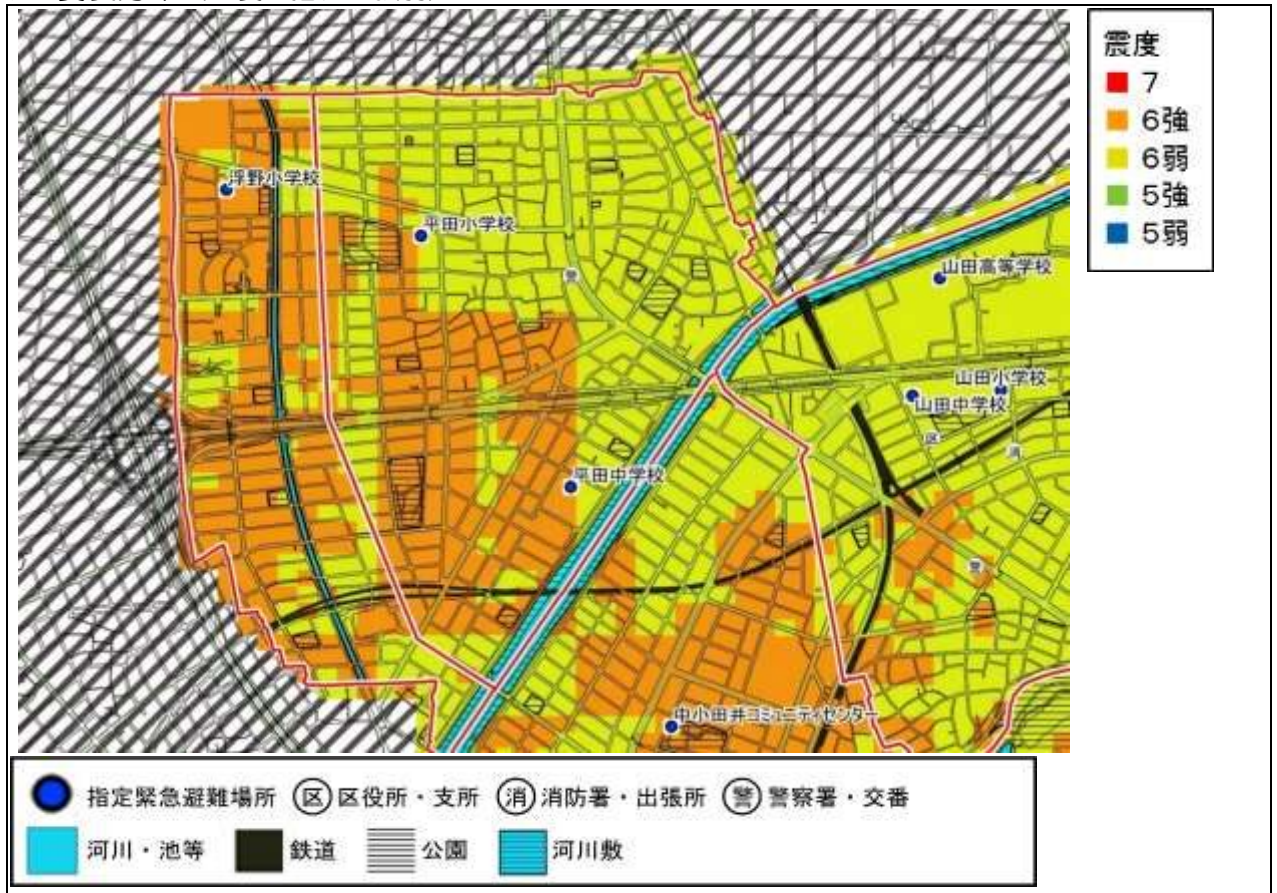 震度
7
6強
6弱
5強
5弱
浮野小学校
平田小学校
警
山田高等学校
山田小学校
山田中学校
区
消
平田中学校
警
中小田井コミュニティセンター
指定緊急避難場所 区 区役所・支所 消 消防署・出張所 警 警察署・交番
河川・池等 鉄道 公園 河川敷